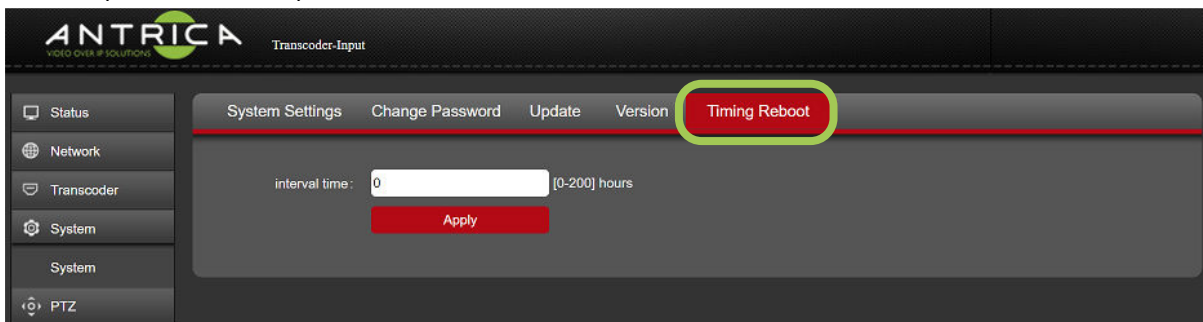 ANTRICA
VIDEO OVER IP SOLUTIONS
Transcoder-Input
Status
Network
Transcoder
System
System
PTZ
System Settings Change Password Update Version Timing Reboot
interval time: 0 [0-200] hours
Apply